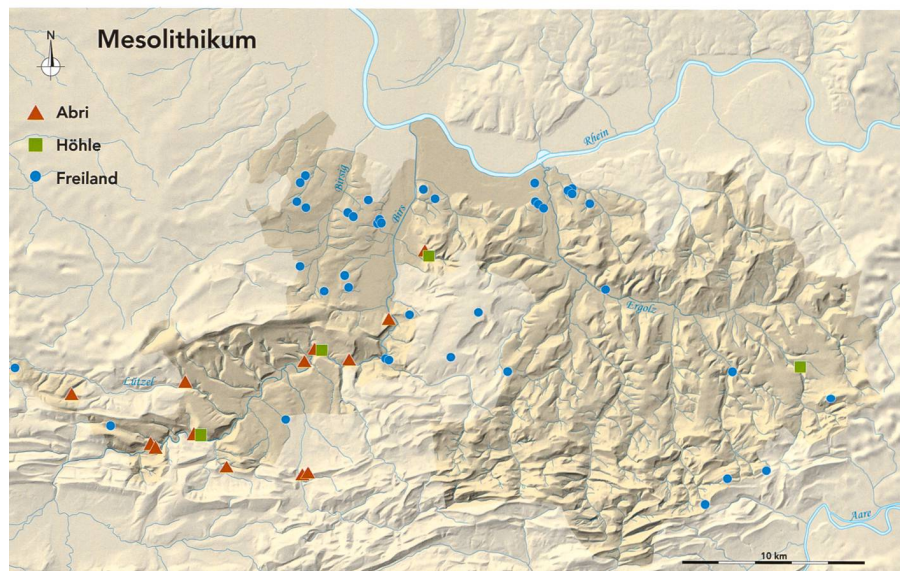 Mesolithikum
N
Abri
Höhle
Freiland
Rhein
Birsig
Birs
Ergolz
Lützel
Aare
10 km